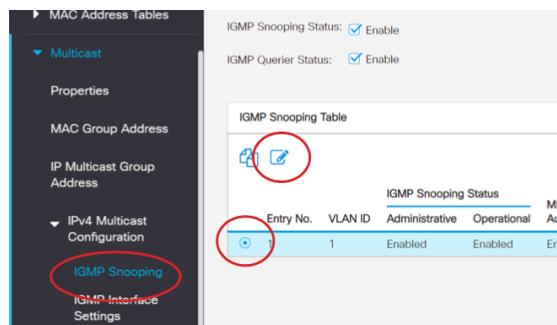 MAC Address Tables
Multicast
Properties
MAC Group Address
IP Multicast Group
Address
IPv4 Multicast
Configuration
IGMP Snooping
IGMP Interface
Settings
IGMP Snooping Status: Enable
IGMP Querier Status: Enable
IGMP Snooping Table
IGMP Snooping Status
Entry No. VLAN ID Administrative Operational
1 1 Enabled Enabled